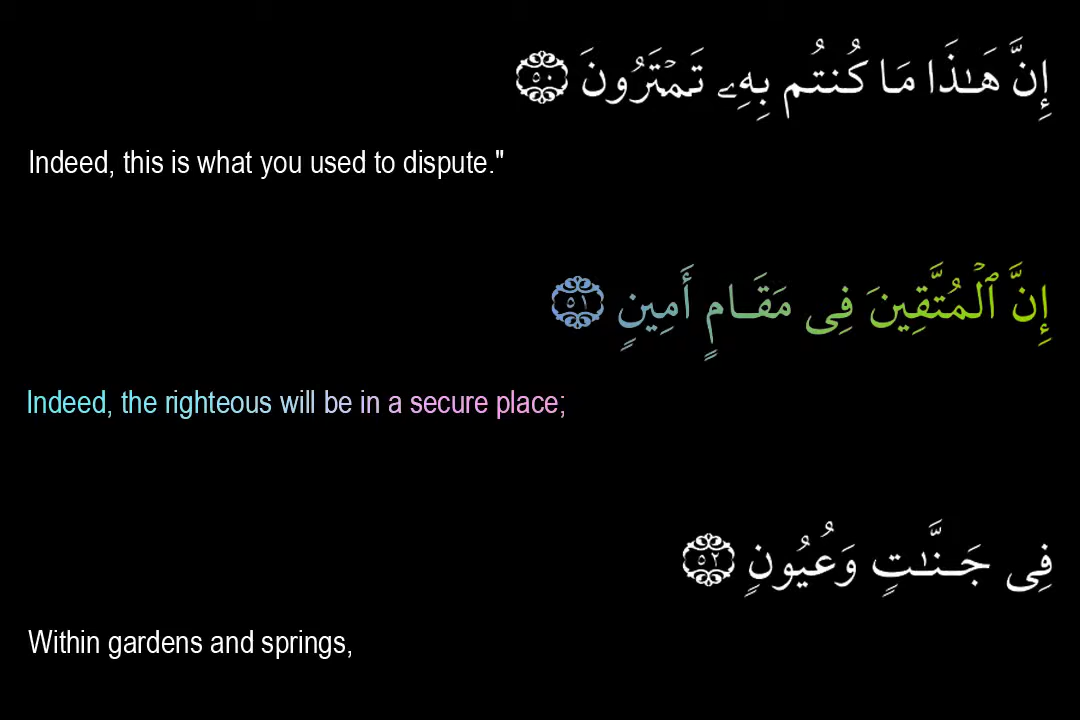 إِنَّ هَـٰذَا مَا كُنتُم بِهِۦ تَمْتَرُونَ ٥٠
Indeed, this is what you used to dispute."
إِنَّ ٱلْمُتَّقِينَ فِى مَقَامٍ أَمِينٍ ٥١
Indeed, the righteous will be in a secure place;
فِى جَنَّـٰتٍ وَعُيُونٍ ٥٢
Within gardens and springs,